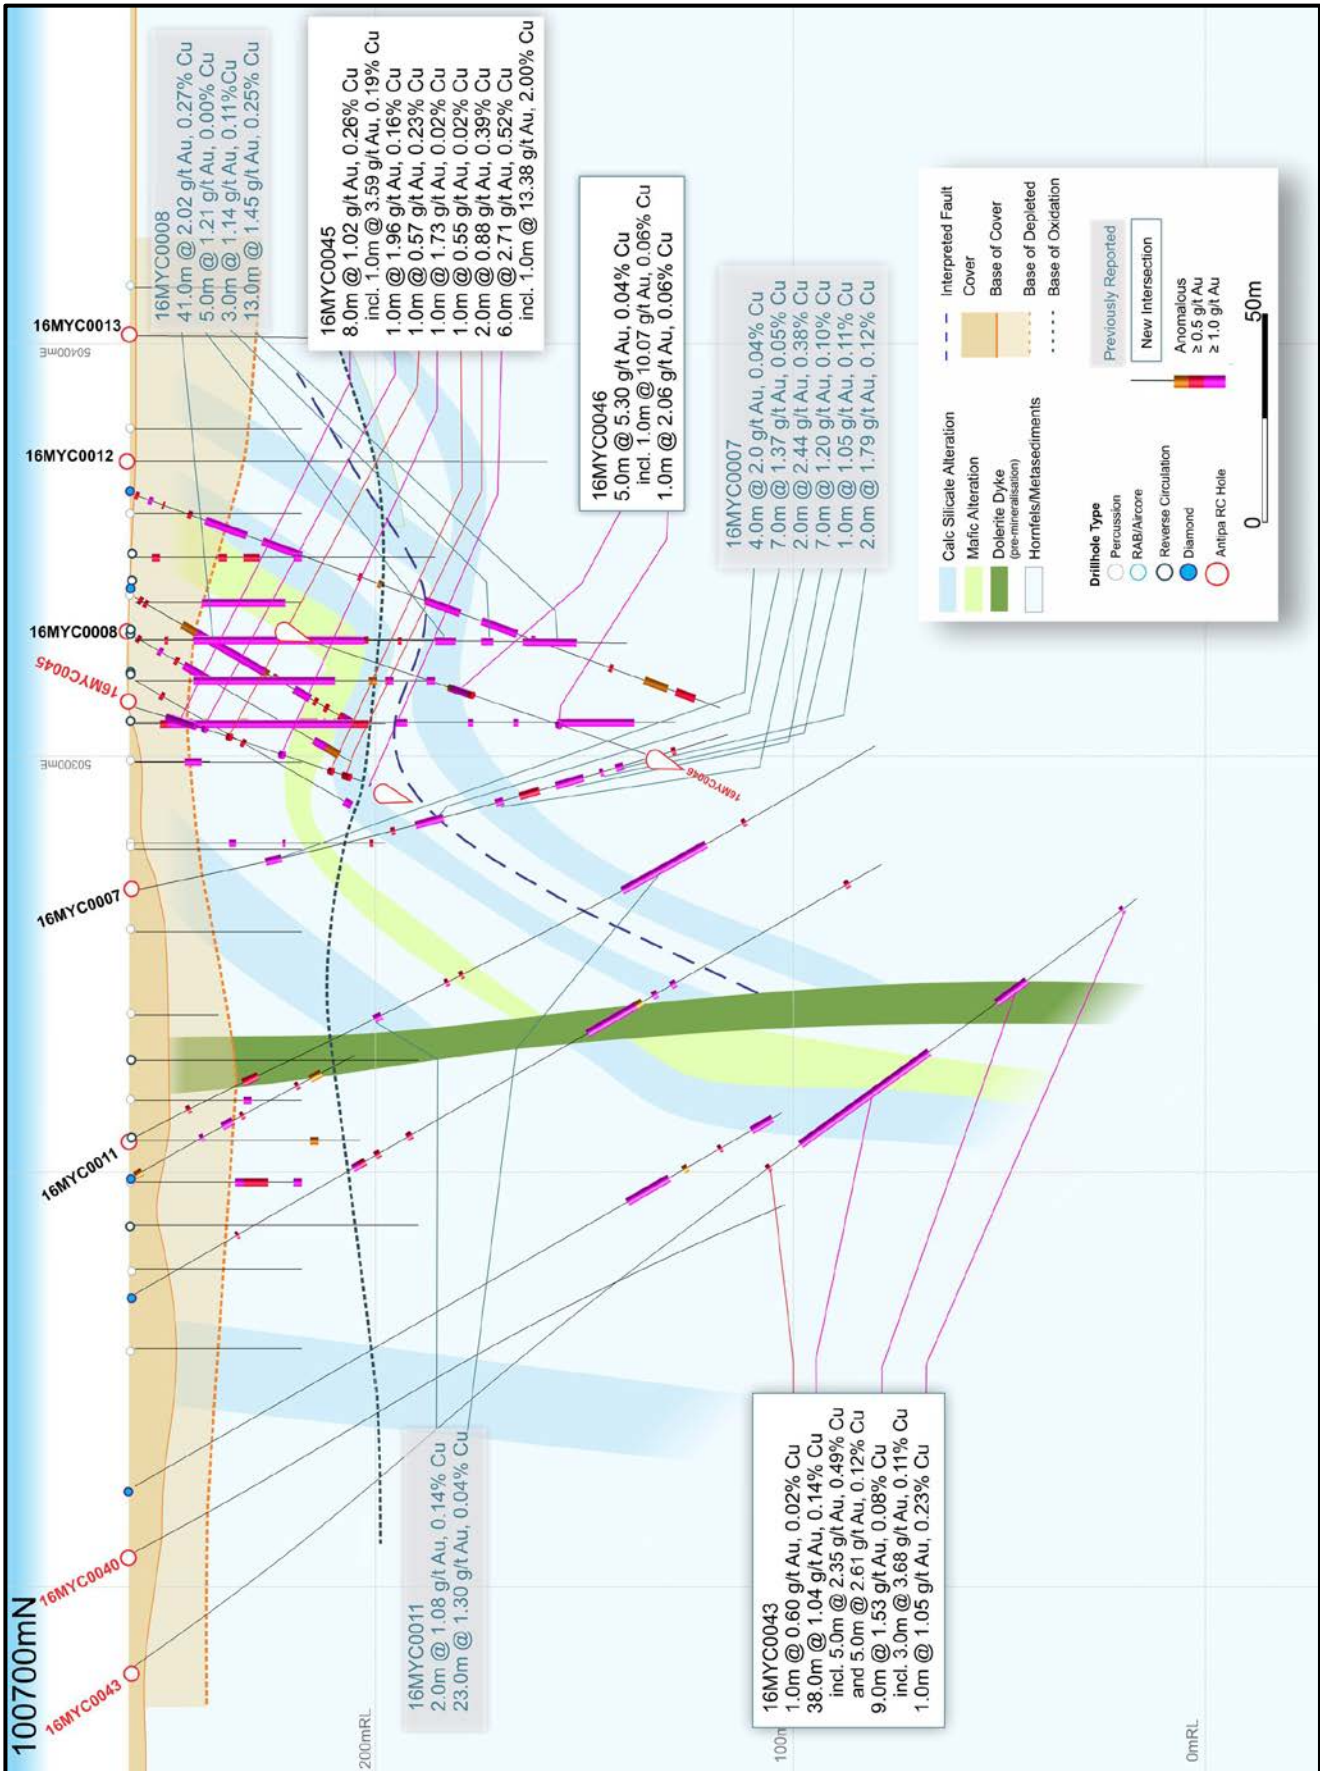 100700mN
16MYC0043
16MYC0040
16MYC0011
16MYC0007
16MYC0045
16MYC0008
16MYC0012
16MYC0013
50300mE
50400mE
200mRL
100m
0mRL
16MYC0046
16MYC0008
41.0m @ 2.02 g/t Au, 0.27% Cu
5.0m @ 1.21 g/t Au, 0.00% Cu
3.0m @ 1.14 g/t Au, 0.11%Cu
13.0m @ 1.45 g/t Au, 0.25% Cu
16MYC0045
8.0m @ 1.02 g/t Au, 0.26% Cu
incl. 1.0m @ 3.59 g/t Au, 0.19% Cu
1.0m @ 1.96 g/t Au, 0.16% Cu
1.0m @ 0.57 g/t Au, 0.23% Cu
1.0m @ 1.73 g/t Au, 0.02% Cu
1.0m @ 0.55 g/t Au, 0.02% Cu
2.0m @ 0.88 g/t Au, 0.39% Cu
6.0m @ 2.71 g/t Au, 0.52% Cu
incl. 1.0m @ 13.38 g/t Au, 2.00% Cu
16MYC0046
5.0m @ 5.30 g/t Au, 0.04% Cu
incl. 1.0m @ 10.07 g/t Au, 0.06% Cu
1.0m @ 2.06 g/t Au, 0.06% Cu
16MYC0007
4.0m @ 2.0 g/t Au, 0.04% Cu
7.0m @ 1.37 g/t Au, 0.05% Cu
2.0m @ 2.44 g/t Au, 0.38% Cu
7.0m @ 1.20 g/t Au, 0.10% Cu
1.0m @ 1.05 g/t Au, 0.11% Cu
2.0m @ 1.79 g/t Au, 0.12% Cu
16MYC0011
2.0m @ 1.08 g/t Au, 0.14% Cu
23.0m @ 1.30 g/t Au, 0.04% Cu
16MYC0043
1.0m @ 0.60 g/t Au, 0.02% Cu
38.0m @ 1.04 g/t Au, 0.14% Cu
incl. 5.0m @ 2.35 g/t Au, 0.49% Cu
and 5.0m @ 2.61 g/t Au, 0.12% Cu
9.0m @ 1.53 g/t Au, 0.08% Cu
incl. 3.0m @ 3.68 g/t Au, 0.11% Cu
1.0m @ 1.05 g/t Au, 0.23% Cu
Calc Silicate Alteration
Mafic Alteration
Dolerite Dyke
(pre-mineralisation)
Hornfels/Metasediments
Interpreted Fault
Cover
Base of Cover
Base of Depleted
Base of Oxidation
Drillhole Type
Percussion
RAB/Aircore
Reverse Circulation
Diamond
Antipa RC Hole
Previously Reported
New Intersection
Anomalous
≥ 0.5 g/t Au
≥ 1.0 g/t Au
0
50m